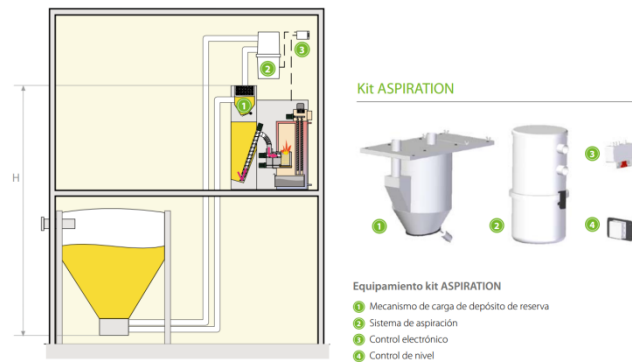 3
2
1
H
Kit ASPIRATION
1
2
3
4
Equipamiento kit ASPIRATION
1 Mecanismo de carga de depósito de reserva
2 Sistema de aspiración
3 Control electrónico
4 Control de nivel